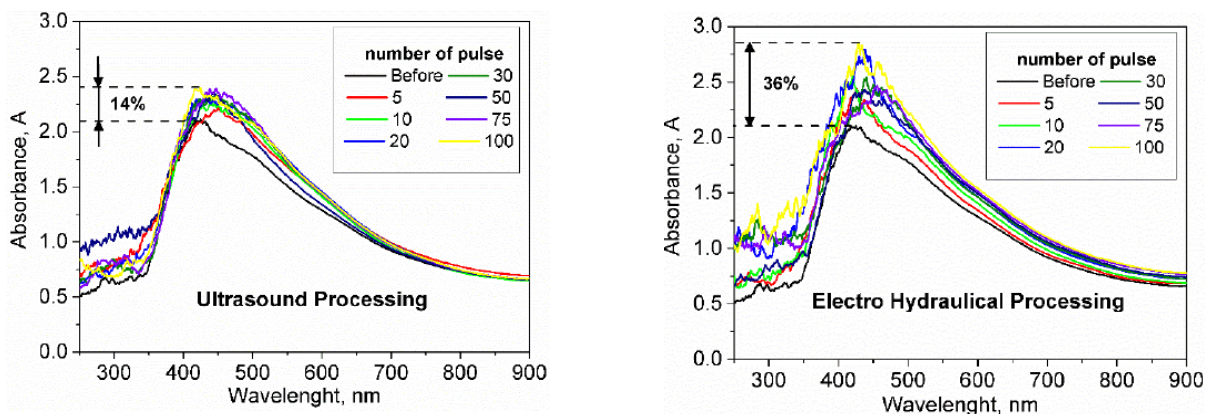 3.0
2.5
2.0
1.5
1.0
0.5
0.0
Absorbance, A
14%
number of pulse
Before 30
5 50
10 75
20 100
Ultrasound Processing
300 400 500 600 700 800 900
Wavelenght, nm
3.0
2.5
2.0
1.5
1.0
0.5
0.0
Absorbance, A
36%
number of pulse
Before 30
5 50
10 75
20 100
Electro Hydraulical Processing
300 400 500 600 700 800 900
Wavelenght, nm